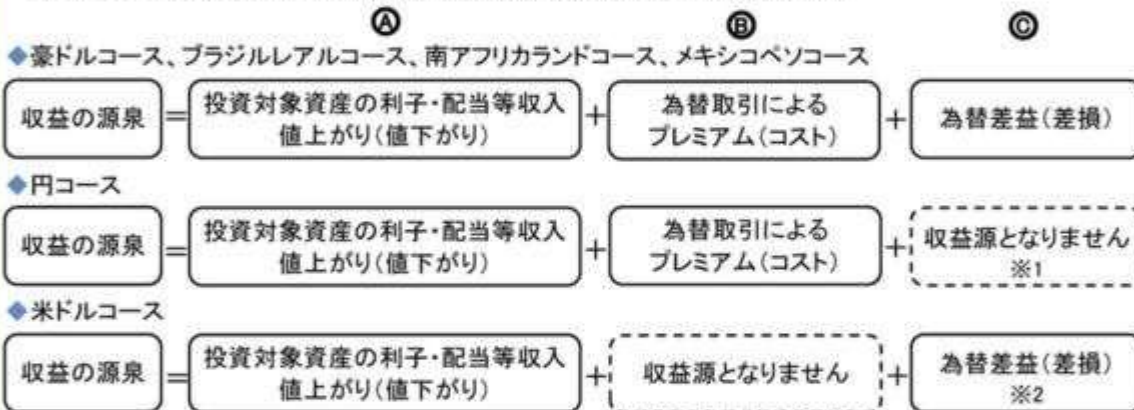 Ⓐ Ⓑ Ⓒ
◆豪ドルコース、ブラジルレアルコース、南アフリカランドコース、メキシコペソコース
収益の源泉 = 投資対象資産の利子・配当等収入 + 為替取引による + 為替差益(差損)
値上がり(値下がり) プレミアム(コスト)
◆円コース
収益の源泉 = 投資対象資産の利子・配当等収入 + 為替取引による + 収益源となりません
値上がり(値下がり) プレミアム(コスト) ※1
◆米ドルコース
収益の源泉 = 投資対象資産の利子・配当等収入 + 収益源となりません + 為替差益(差損)
値上がり(値下がり) ※2